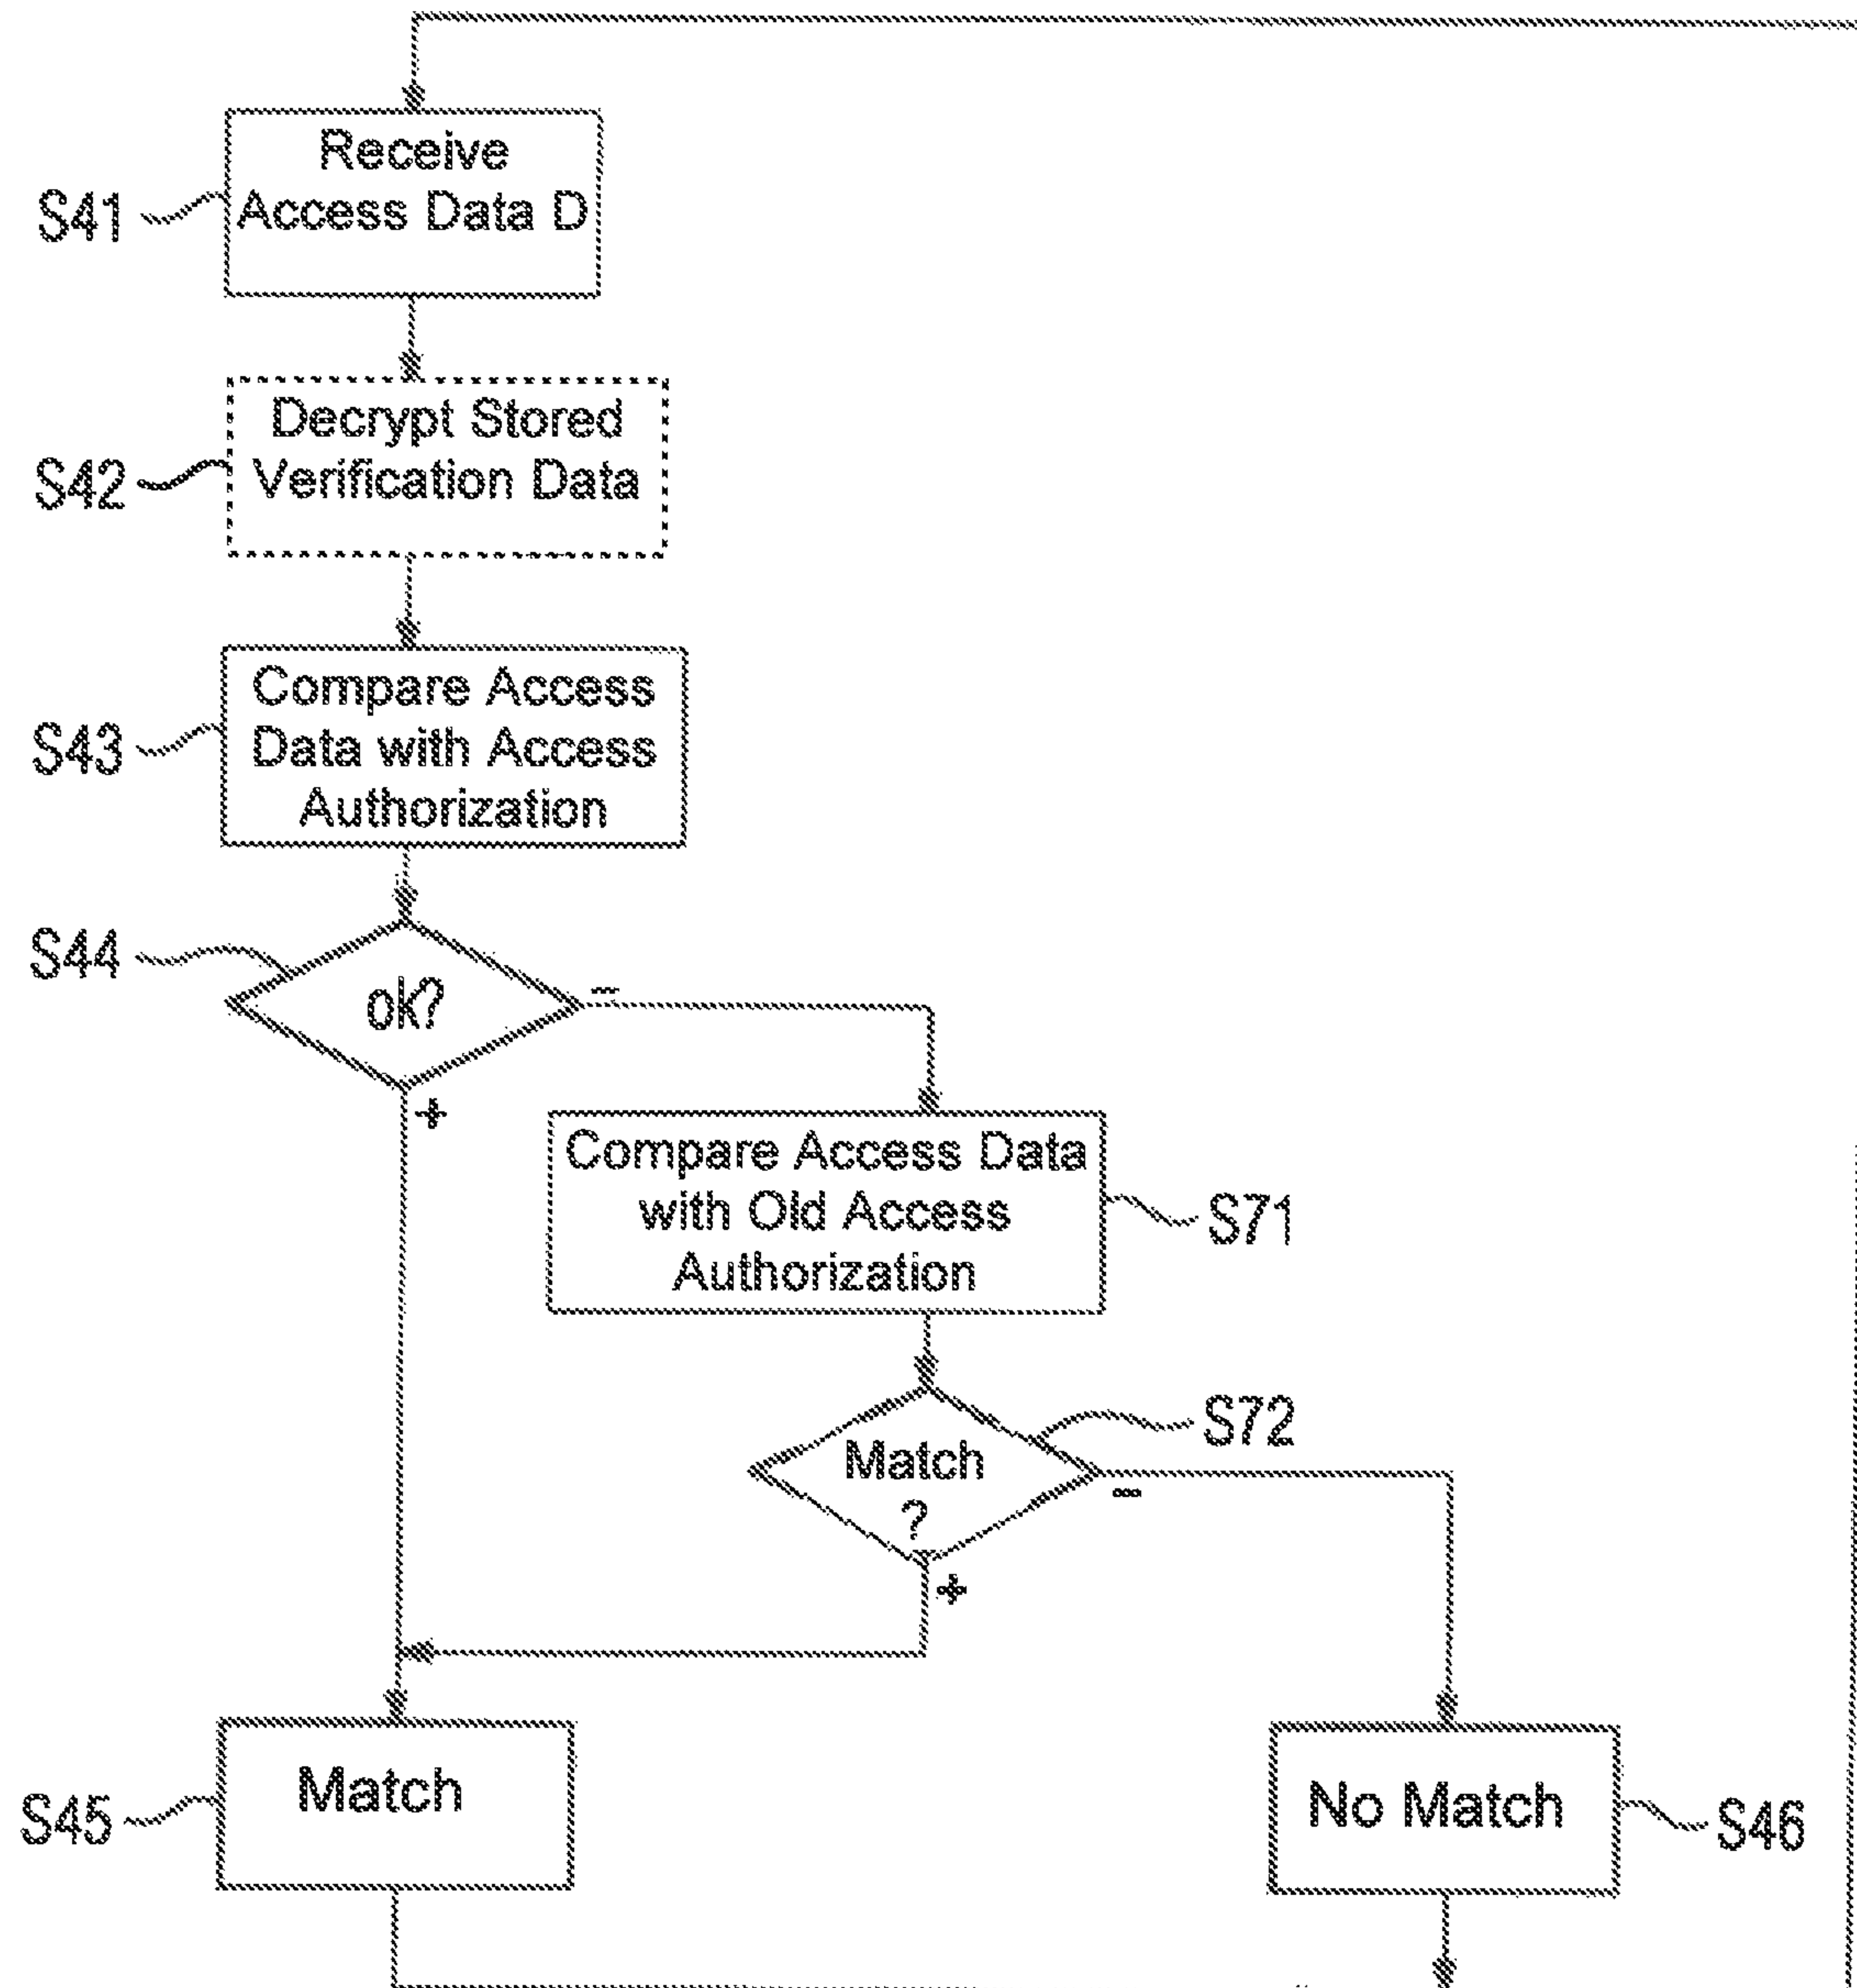 Receive
Access Data D
S41
Decrypt Stored
Verification Data
S42
Compare Access
Data with Access
Authorization
S43
S44
ok?
–
+
Compare Access Data
with Old Access
Authorization
S71
S72
Match
?
–
+
Match
S45
No Match
S46